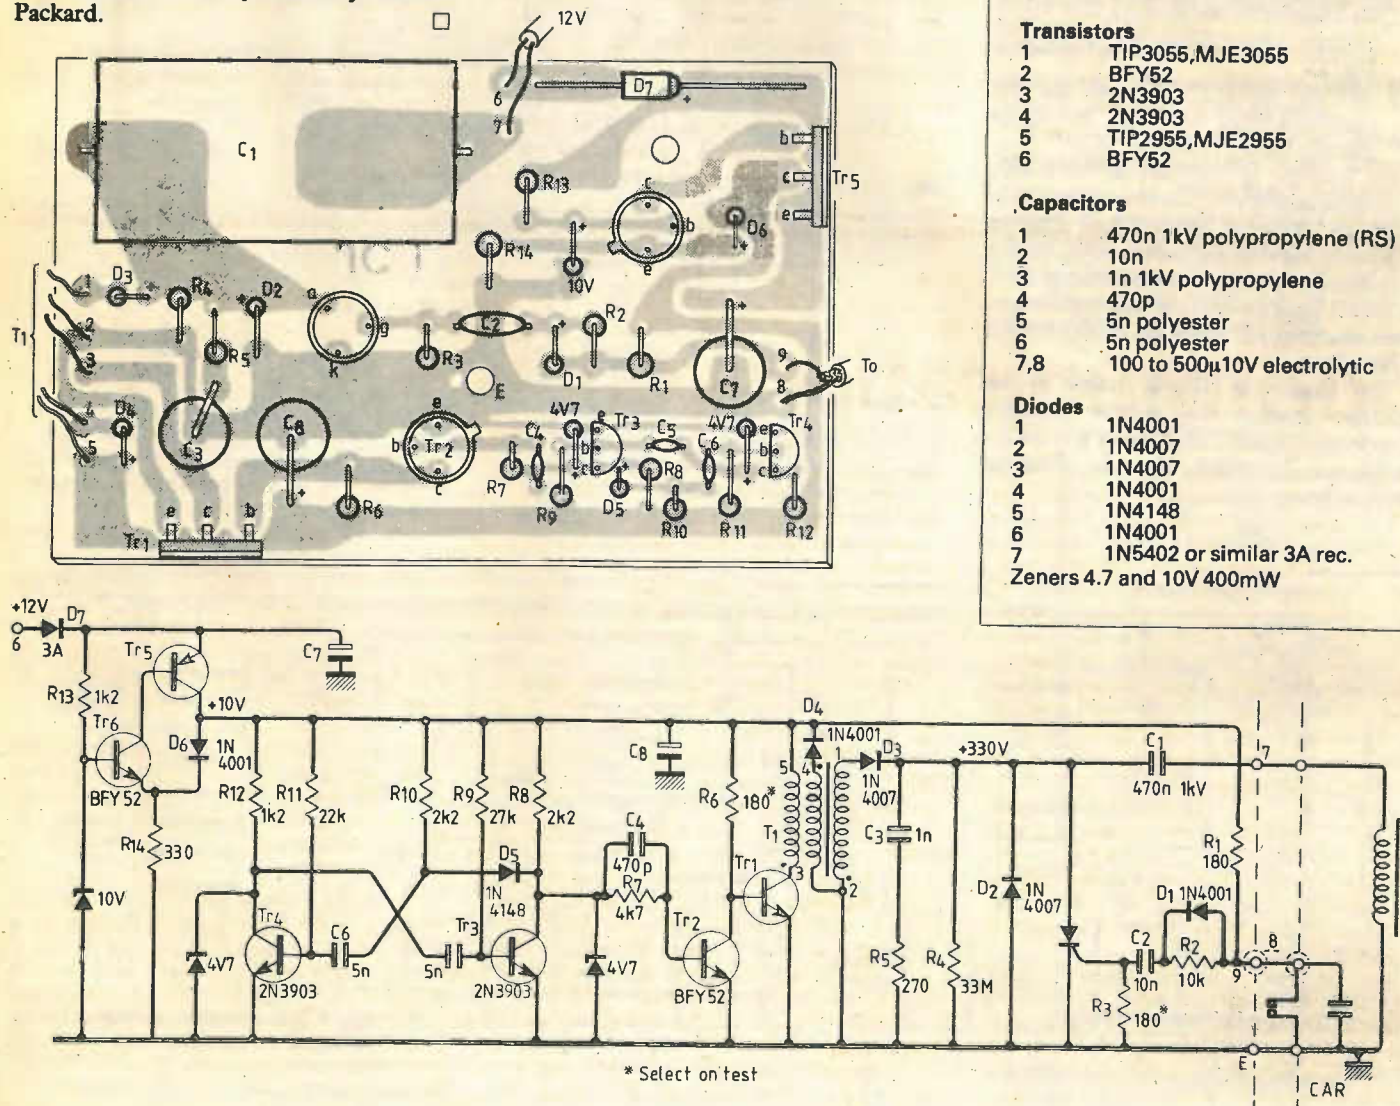 Packard.
12V
6
7
D7
+
C1
b
c
e
Tr5
R13
c
b
e
D6
+
R14
+
10V
T1
1
2
3
4
5
D3
+
R4
+
D2
R5
a
g
k
C2
R3
+
D1
R2
R1
+
C7
9
8
To
E
D4
+
C3
C8
+
R6
e
b
Tr2
c
R7
C4
4V7
+
R9
e
b
c
Tr3
+
D5
C5
R8
R10
C6
4V7
+
R11
e
b
c
Tr4
R12
e c b
Tr1
Transistors
1 TIP3055,MJE3055
2 BFY52
3 2N3903
4 2N3903
5 TIP2955,MJE2955
6 BFY52
Capacitors
1 470n 1kV polypropylene (RS)
2 10n
3 1n 1kV polypropylene
4 470p
5 5n polyester
6 5n polyester
7,8 100 to 500µ10V electrolytic
Diodes
1 1N4001
2 1N4007
3 1N4007
4 1N4001
5 1N4148
6 1N4001
7 1N5402 or similar 3A rec.
Zeners 4.7 and 10V 400mW
+12V
6
D7
3A
R13 1k2
Tr5
C7
Tr6
BFY52
+10V
D6 1N 4001
R14 330
10V
R12 1k2
R11 22k
R10 2k2
R9 27k
R8 2k2
D5
1N 4148
4V7
Tr4
2N3903
C6
5n
5n
Tr3
2N3903
C4
470p
R7
4k7
4V7
C8
Tr2
BFY52
R6 180*
Tr1
T1
5
4
3
1
2
D4
1N4001
D3
1N 4007
+330V
C3 1n
R5 270
R4 33M
D2 1N 4007
C1
470n 1kV
7
R1 180
D1 1N4001
C2
10n
R2
10k
R3 180*
8
9
E
CAR
* Select on test